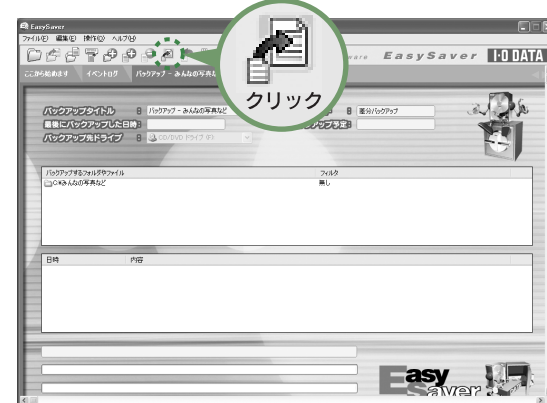 EasySaver
ファイル(F) 編集(E) 操作(O) ヘルプ(H)
EasySaver I·O DATA
ここから始めます イベントログ バックアップ - みんなの写真など
クリック
バックアップタイトル : バックアップ - みんなの写真など
差分バックアップ
最後にバックアップした日時:
バックアップ先ドライブ : CD/DVD ドライブ (F:)
バックアップするフォルダやファイル フィルタ
C:¥みんなの写真など 無し
日時 内容
Easy
Saver